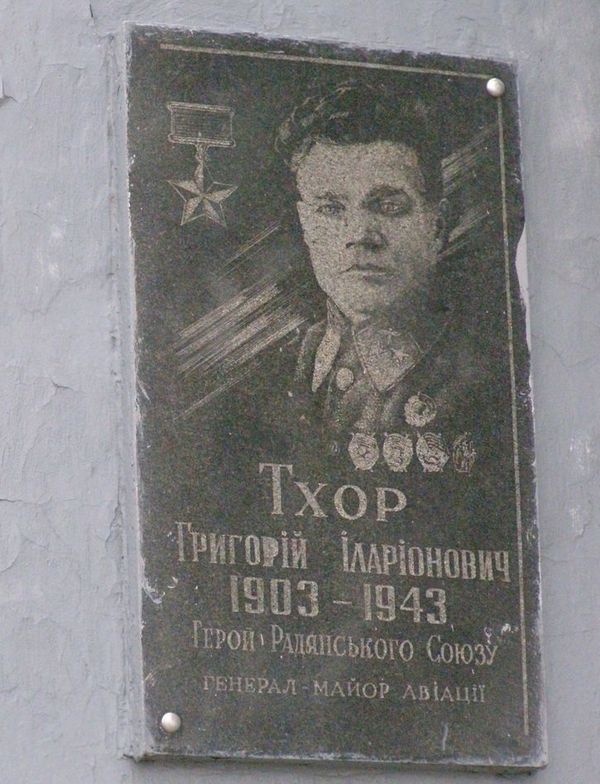 Тхор
Григорій Іларіонович
1903 – 1943
Герой Радянського Союзу
генерал-майор авіації